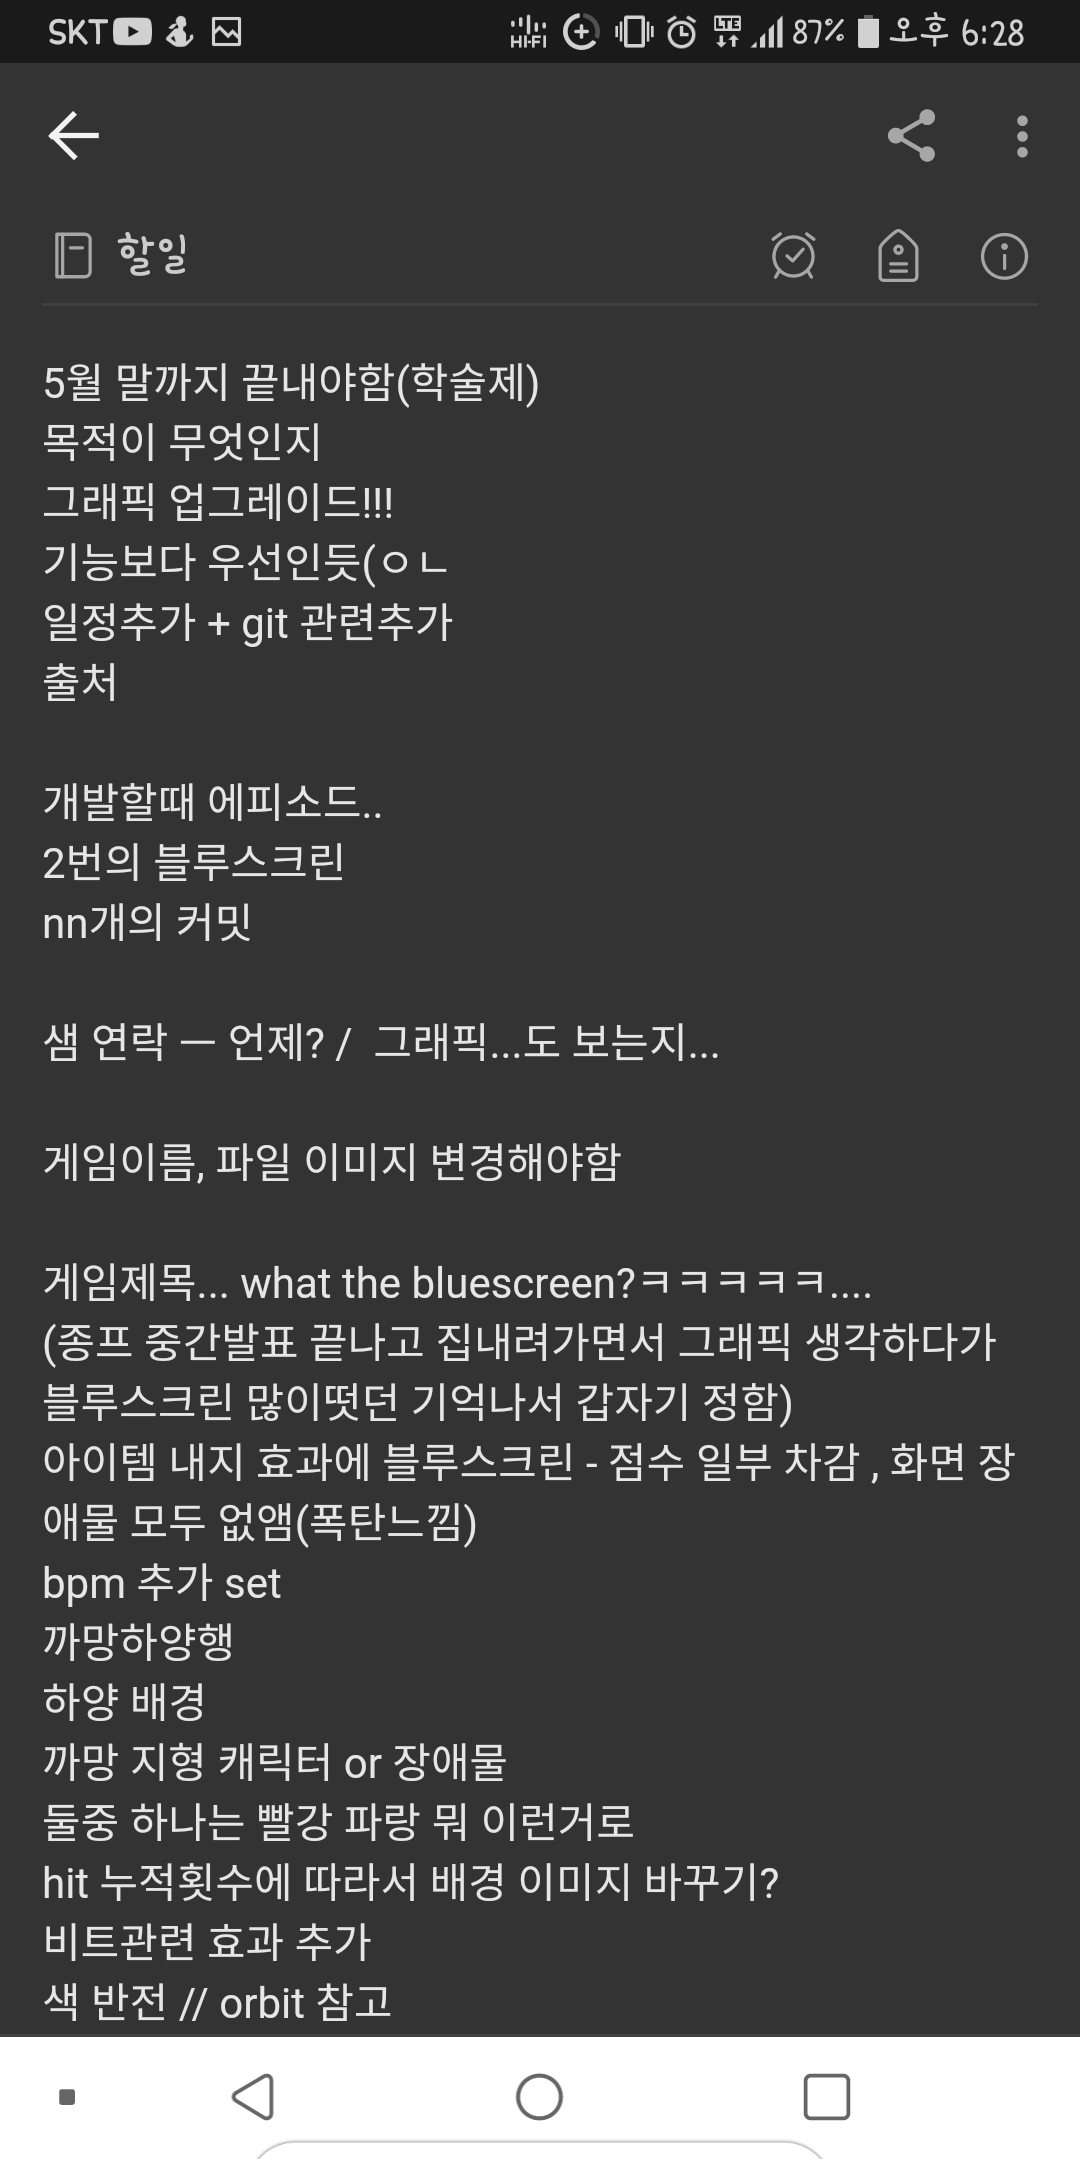 SKT HI-FI LTE 87% 오후 6:28
할일
5월 말까지 끝내야함(학술제)
목적이 무엇인지
그래픽 업그레이드!!!
기능보다 우선인듯(ㅇㄴ
일정추가 + git 관련추가
출처
개발할때 에피소드..
2번의 블루스크린
nn개의 커밋
샘 연락 ㅡ 언제? /  그래픽...도 보는지...
게임이름, 파일 이미지 변경해야함
게임제목... what the bluescreen?ㅋㅋㅋㅋㅋ....
(종프 중간발표 끝나고 집내려가면서 그래픽 생각하다가
블루스크린 많이떳던 기억나서 갑자기 정함)
아이템 내지 효과에 블루스크린 - 점수 일부 차감 , 화면 장
애물 모두 없앰(폭탄느낌)
bpm 추가 set
까망하양행
하양 배경
까망 지형 캐릭터 or 장애물
둘중 하나는 빨강 파랑 뭐 이런거로
hit 누적횟수에 따라서 배경 이미지 바꾸기?
비트관련 효과 추가
색 반전 // orbit 참고